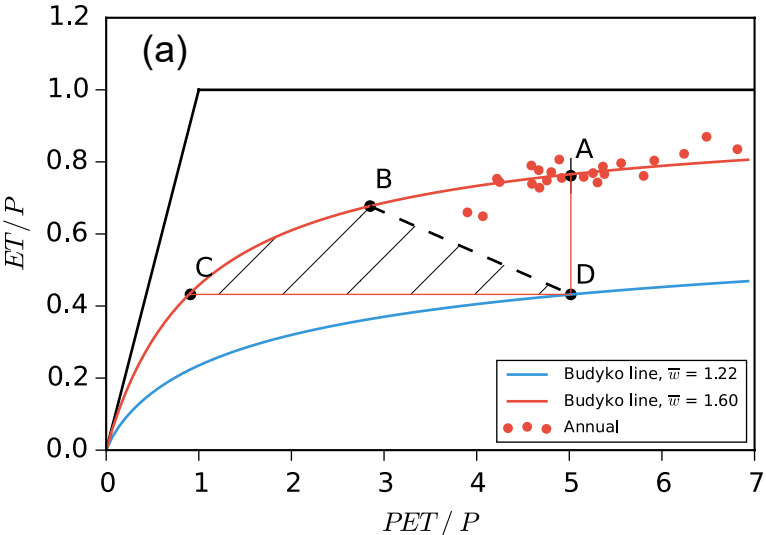 (a)
1.2
1.0
0.8
0.6
0.4
0.2
0.0
ET / P
A
B
C
D
Budyko line, w̅ = 1.22
Budyko line, w̅ = 1.60
Annual
0 1 2 3 4 5 6 7
PET / P